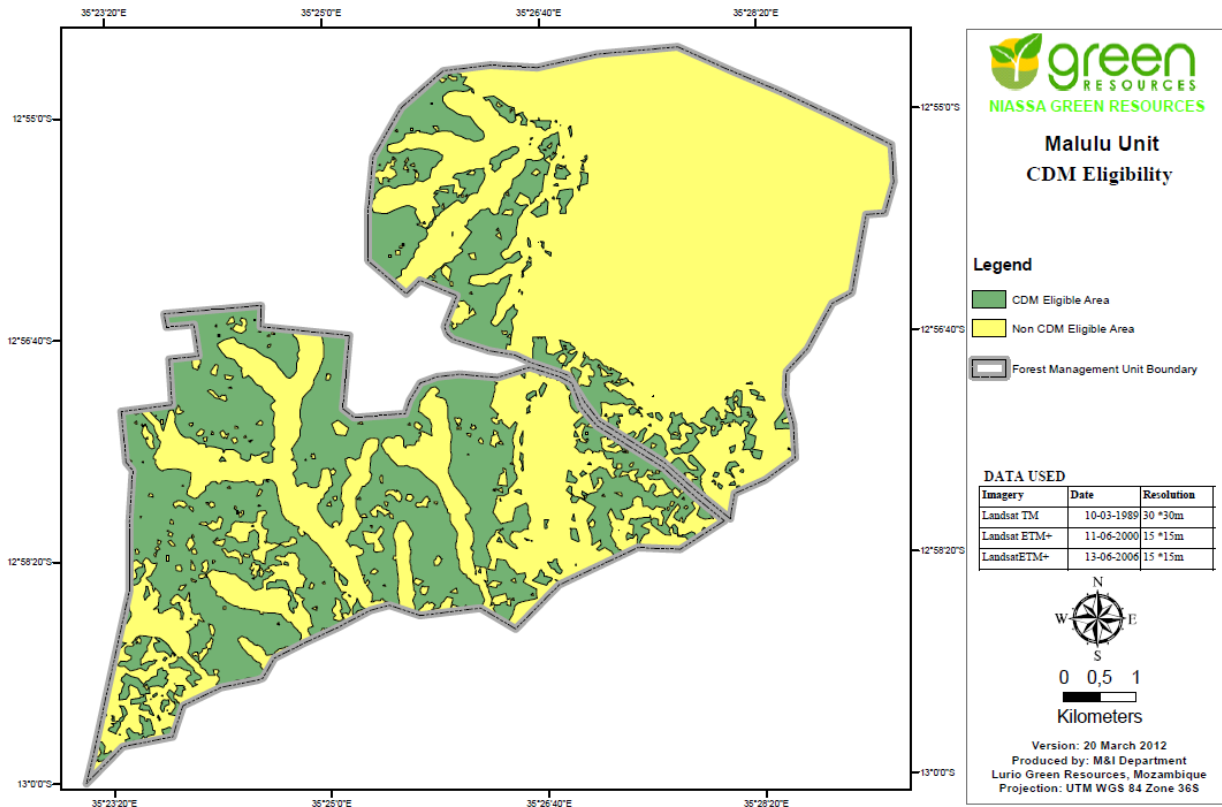 35°23'20"E 35°25'0"E 35°26'40"E 35°28'20"E
12°55'0"S 12°55'0"S
12°56'40"S 12°56'40"S
12°58'20"S 12°58'20"S
13°0'0"S 13°0'0"S
35°23'20"E 35°25'0"E 35°26'40"E 35°28'20"E
green
RESOURCES
NIASSA GREEN RESOURCES
Malulu Unit
CDM Eligibility
Legend
CDM Eligible Area
Non CDM Eligible Area
Forest Management Unit Boundary
DATA USED
Imagery Date Resolution
Landsat TM 10-03-1989 30 *30m
Landsat ETM+ 11-06-2000 15 *15m
LandsatETM+ 13-06-2006 15 *15m
N
W E
S
0 0,5 1
Kilometers
Version: 20 March 2012
Produced by: M&I Department
Lurio Green Resources, Mozambique
Projection: UTM WGS 84 Zone 36S